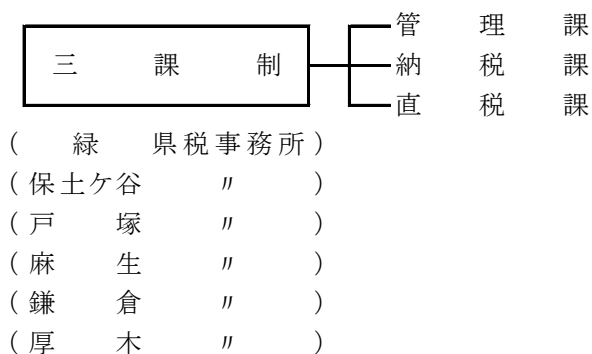 管理課
三課制
納税課
直税課
(緑県税事務所)
(保土ケ谷〃)
(戸塚〃)
(麻生〃)
(鎌倉〃)
(厚木〃)